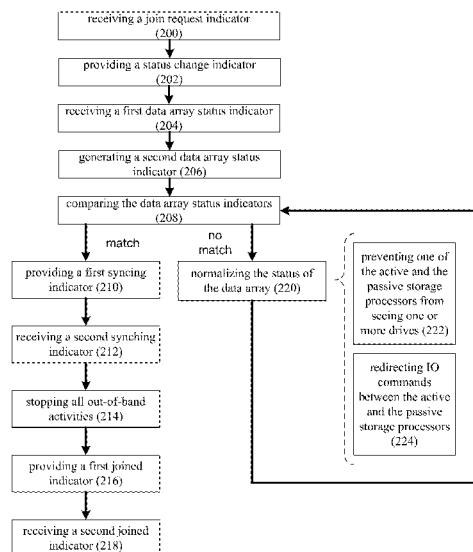 receiving a join request indicator
(200)
providing a status change indicator
(202)
receiving a first data array status indicator
(204)
generating a second data array status
indicator (206)
comparing the data array status indicators
(208)
match
no
match
providing a first syncing
indicator (210)
normalizing the status of
the data array (220)
preventing one of
the active and the
passive storage
processors from
seeing one or
more drives (222)
receiving a second synching
indicator (212)
redirecting IO
commands
between the active
and the passive
storage processors
(224)
stopping all out-of-band
activities (214)
providing a first joined
indicator (216)
receiving a second joined
indicator (218)